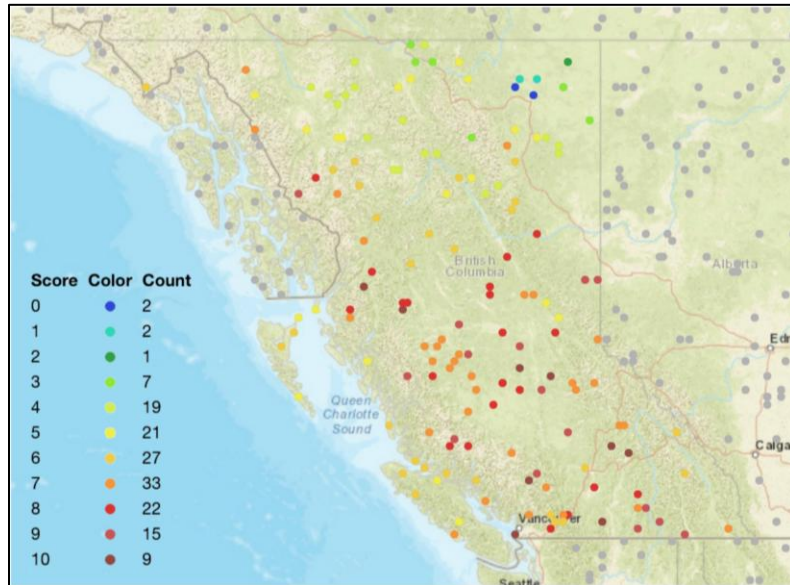 British
Columbia
Alberta
Score Color Count
0 2
1 2
2 1
3 7
4 19
5 21
6 27
7 33
8 22
9 15
10 9
Edr
Queen
Charlotte
Sound
Calga
Vancouver
Seattle